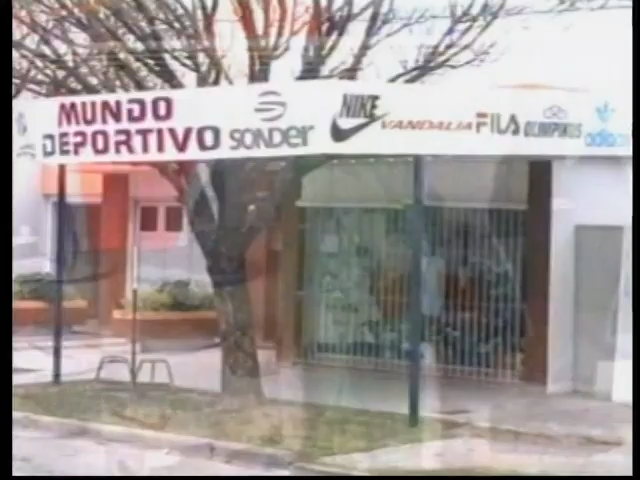 MUNDO
DEPORTIVO
SONDER
NIKE
VANDALIA
FILA
OLIMPIKUS
adidas